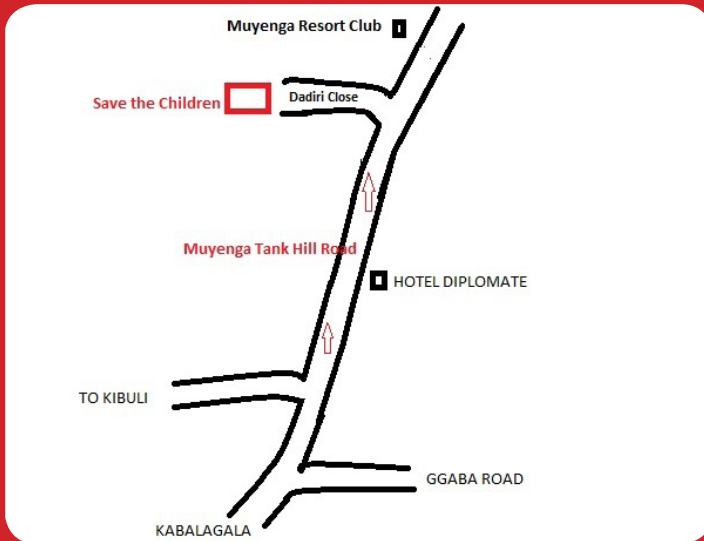 Muyenga Resort Club
Dadiri Close
Save the Children
Muyenga Tank Hill Road
HOTEL DIPLOMATE
TO KIBULI
GGABA ROAD
KABALAGALA